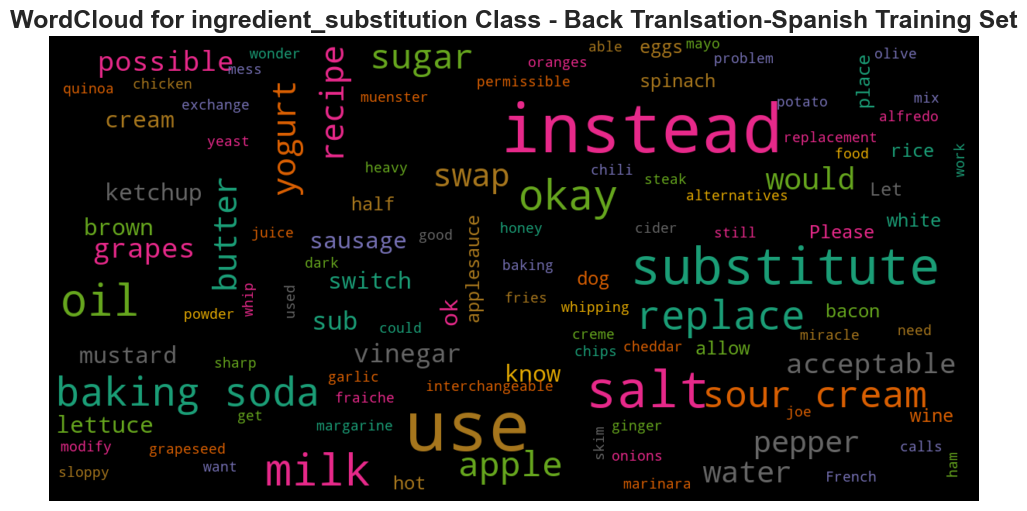 WordCloud for ingredient_substitution Class - Back Tranlsation-Spanish Training Set
possible
wonder
mess
sugar
able
eggs
mayo
problem
olive
oranges
quinoa
chicken
exchange
yogurt
recipe
muenster
permissible
spinach
place
potato
mix
alfredo
cream
yeast
instead
replacement
food
rice
work
heavy
swap
chili
steak
okay
would
alternatives
Let
ketchup
butter
half
brown
grapes
juice
sausage
good
applesauce
honey
cider
still
Please
white
substitute
dark
switch
baking
dog
oil
whip
used
powder
ok
fries
whipping
replace
bacon
sub
could
creme
miracle
need
mustard
sharp
vinegar
chips
cheddar
allow
acceptable
know
baking soda
garlic
fraiche
interchangeable
salt
sour cream
joe
wine
lettuce
get
margarine
use
skim
ginger
onions
pepper
calls
modify
grapeseed
sloppy
want
milk
hot
apple
marinara
water
French
ham